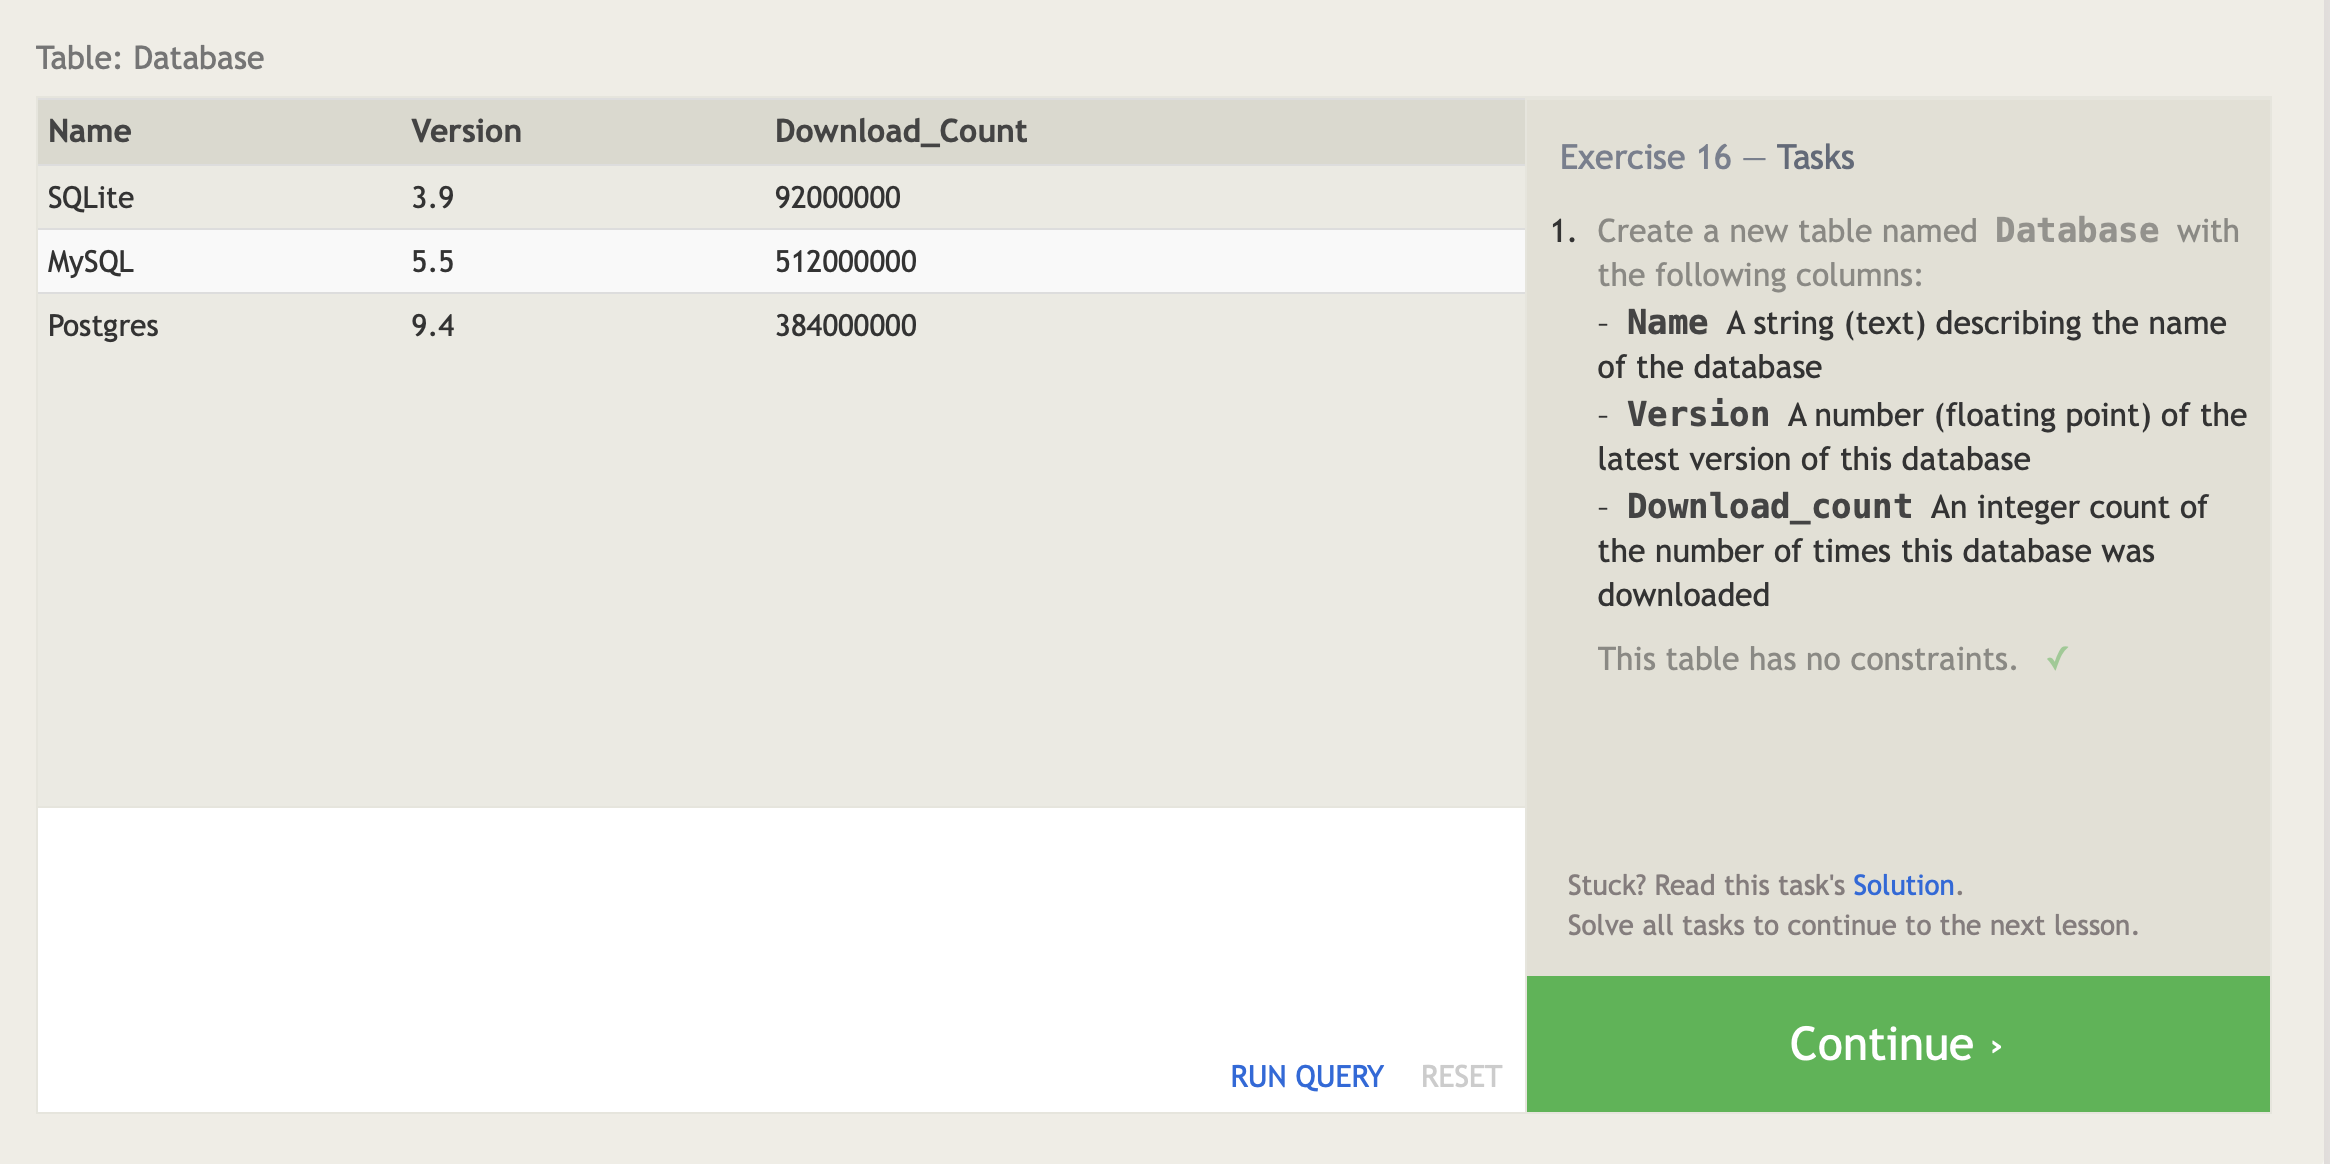 Table: Database
Name Version Download_Count
SQLite 3.9 92000000
MySQL 5.5 512000000
Postgres 9.4 384000000
RUN QUERY RESET
Exercise 16 — Tasks
1. Create a new table named Database with
the following columns:
– Name A string (text) describing the name
of the database
– Version A number (floating point) of the
latest version of this database
– Download_count An integer count of
the number of times this database was
downloaded
This table has no constraints. ✓
Stuck? Read this task's Solution.
Solve all tasks to continue to the next lesson.
Continue ›